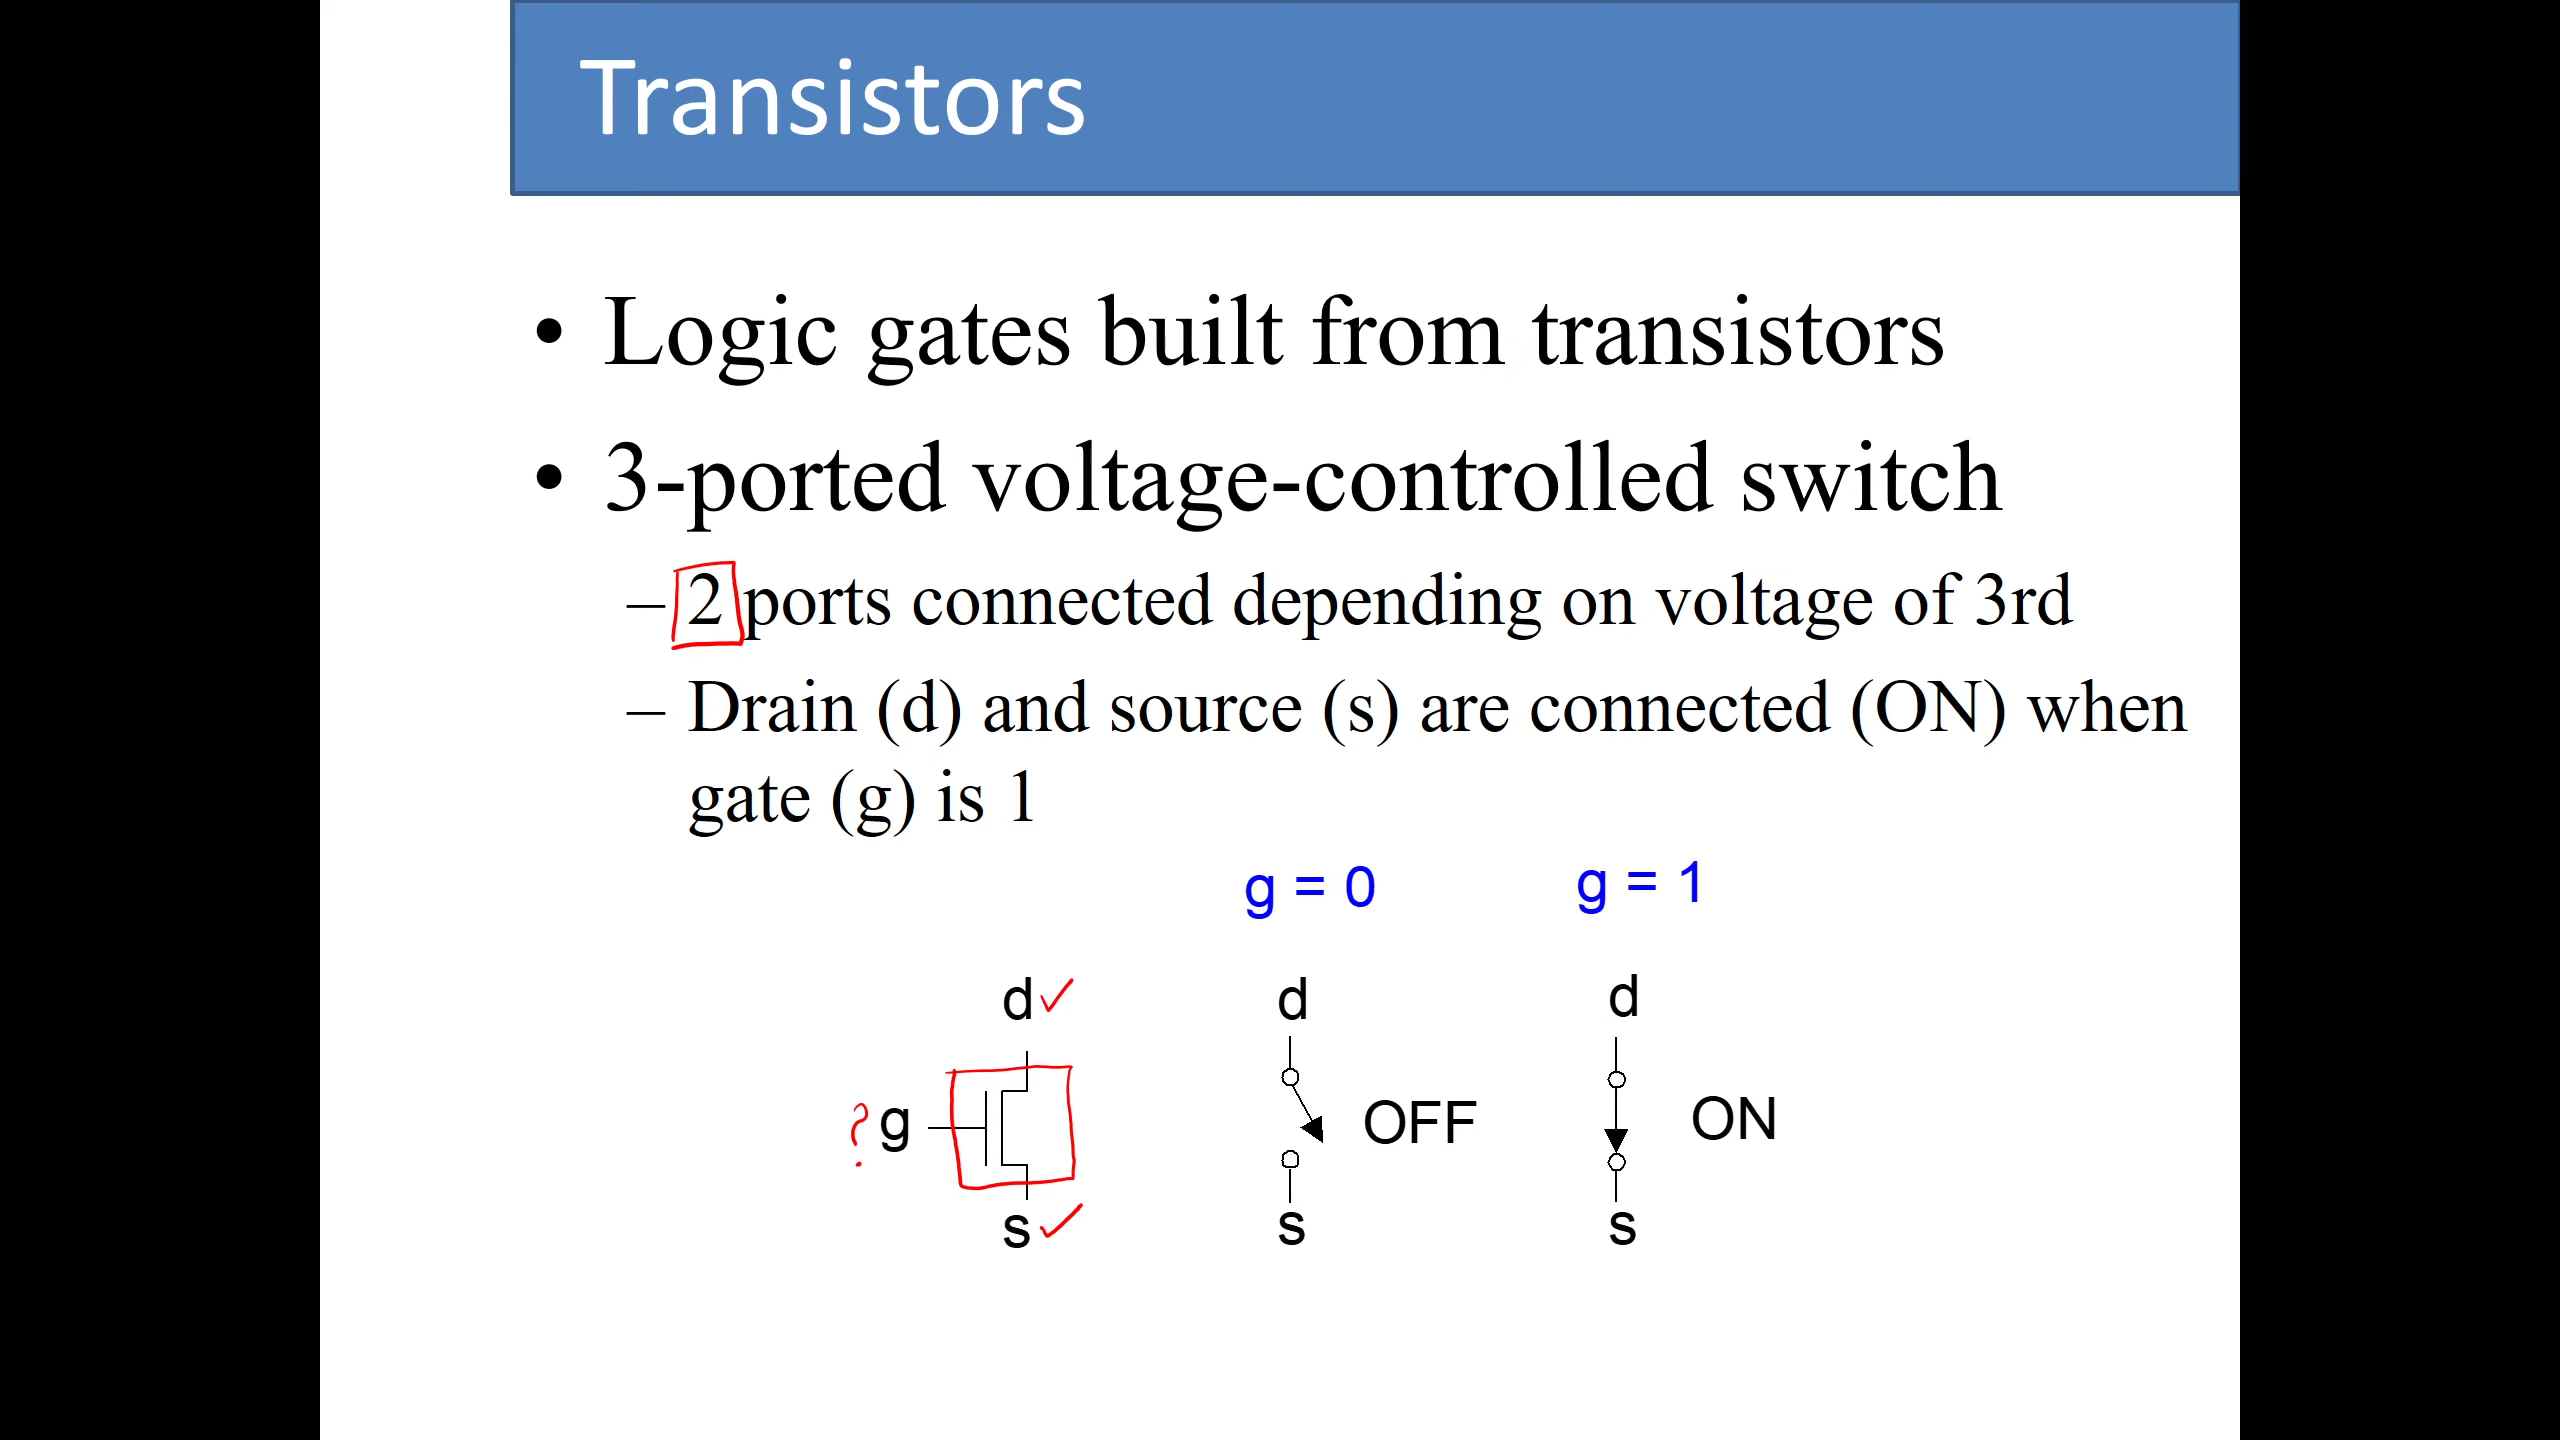 Transistors
• Logic gates built from transistors
• 3-ported voltage-controlled switch
– 2 ports connected depending on voltage of 3rd
– Drain (d) and source (s) are connected (ON) when
gate (g) is 1
g = 0 g = 1
d d d
? g OFF ON
s s s